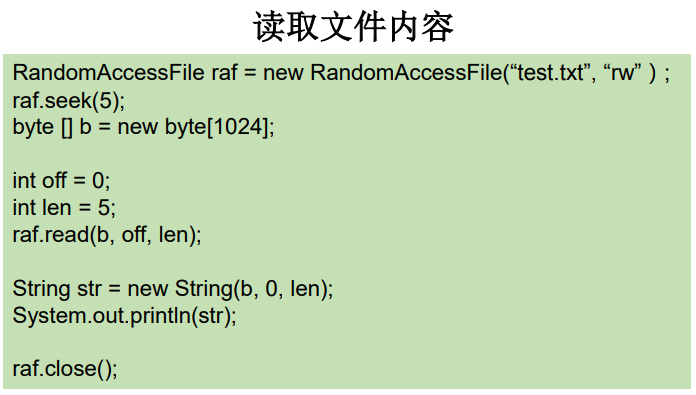 读取文件内容
RandomAccessFile raf = new RandomAccessFile(“test.txt”, “rw” ) ;
raf.seek(5);
byte [] b = new byte[1024];
int off = 0;
int len = 5;
raf.read(b, off, len);
String str = new String(b, 0, len);
System.out.println(str);
raf.close();